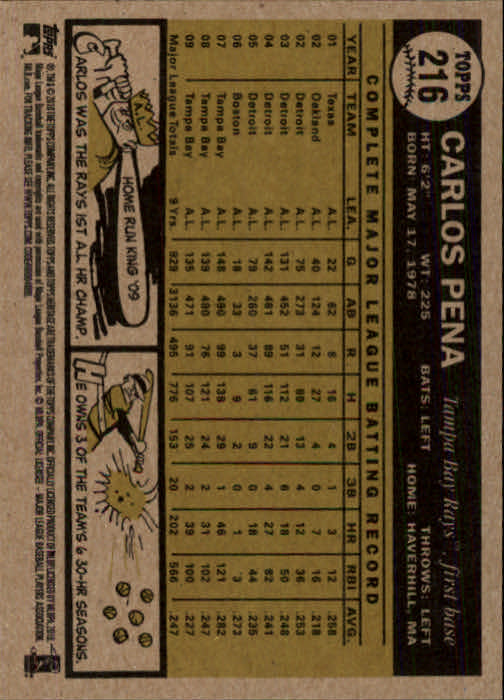 TOPPS
216
CARLOS PENA Tampa Bay Rays™, first base
HT: 6'2" WT: 225 BATS: LEFT THROWS: LEFT
BORN: MAY 17, 1978 HOME: HAVERHILL, MA
COMPLETE MAJOR LEAGUE BATTING RECORD
YEAR TEAM LEA. G AB R H 2B 3B HR RBI AVG.
01 Texas A.L. 22 62 6 16 4 1 3 12 .258
02 Oakland A.L. 40 124 12 27 4 0 7 16 .218
02 Detroit A.L. 75 273 31 69 13 4 12 36 .253
03 Detroit A.L. 131 452 51 112 21 6 18 50 .248
04 Detroit A.L. 142 481 89 116 22 4 27 82 .241
05 Detroit A.L. 79 260 37 61 9 0 18 44 .235
06 Boston A.L. 18 33 3 9 2 0 1 3 .273
07 Tampa Bay A.L. 148 490 99 138 29 1 46 121 .282
08 Tampa Bay A.L. 139 490 76 121 24 2 31 102 .247
09 Tampa Bay A.L. 135 471 91 107 25 2 39 100 .227
Major League Totals 9 Yrs. 929 3136 495 776 153 20 202 566 .247
A.L.
HOME RUN KING '09
CARLOS WAS THE RAYS 1ST A.L. HR CHAMP.
HE OWNS 3 OF THE TEAM'S 6 30-HR SEASONS.
TOPPS